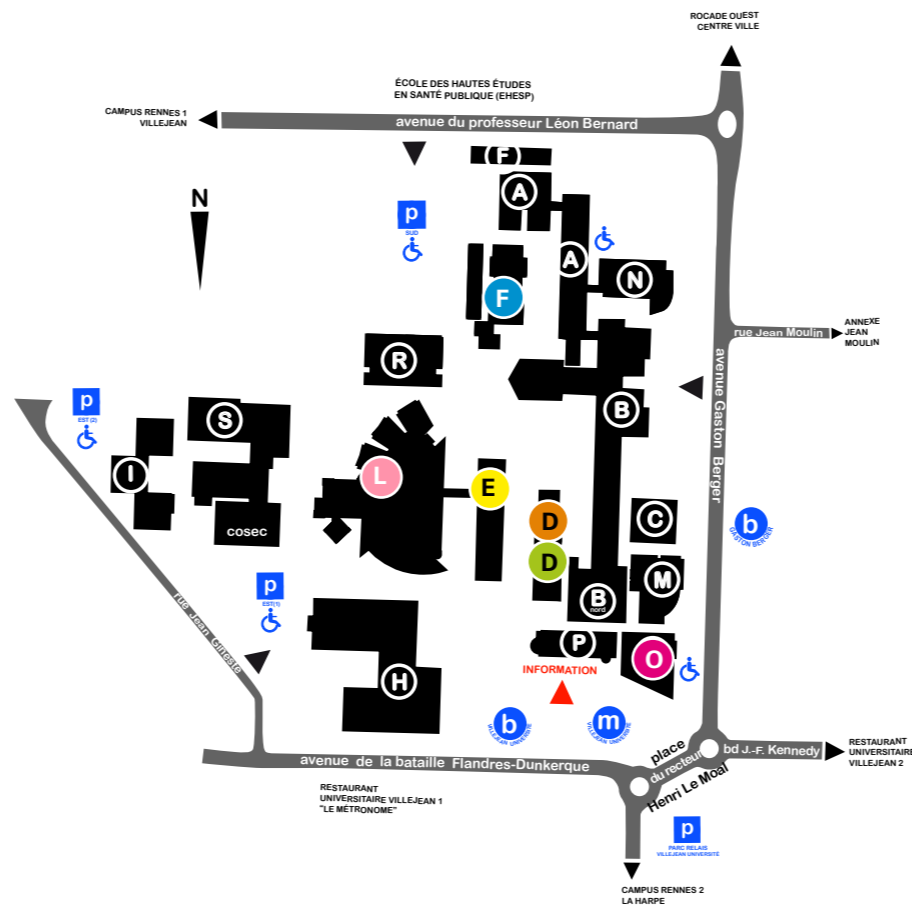 ROCADE OUEST
CENTRE VILLE
ÉCOLE DES HAUTES ÉTUDES
EN SANTÉ PUBLIQUE (EHESP)
CAMPUS RENNES 1
VILLEJEAN
avenue du professeur Léon Bernard
F
A
N
p
SUD
A
N
F
ANNEXE
JEAN
MOULIN
rue Jean Moulin
R
avenue Gaston Berger
p
EST (2)
S
B
I
L
E
cosec
D
C
b
GASTON BERGER
D
M
p
EST(1)
B
nord
rue Jean Gineste
P
O
INFORMATION
H
b
VILLEJEAN UNIVERSITÉ
m
VILLEJEAN UNIVERSITÉ
place
du recteur
Henri Le Moal
bd J.-F. Kennedy
RESTAURANT
UNIVERSITAIRE
VILLEJEAN 2
avenue de la bataille Flandres-Dunkerque
RESTAURANT
UNIVERSITAIRE VILLEJEAN 1
"LE MÉTRONOME"
p
PARC RELAIS
VILLEJEAN UNIVERSITÉ
CAMPUS RENNES 2
LA HARPE